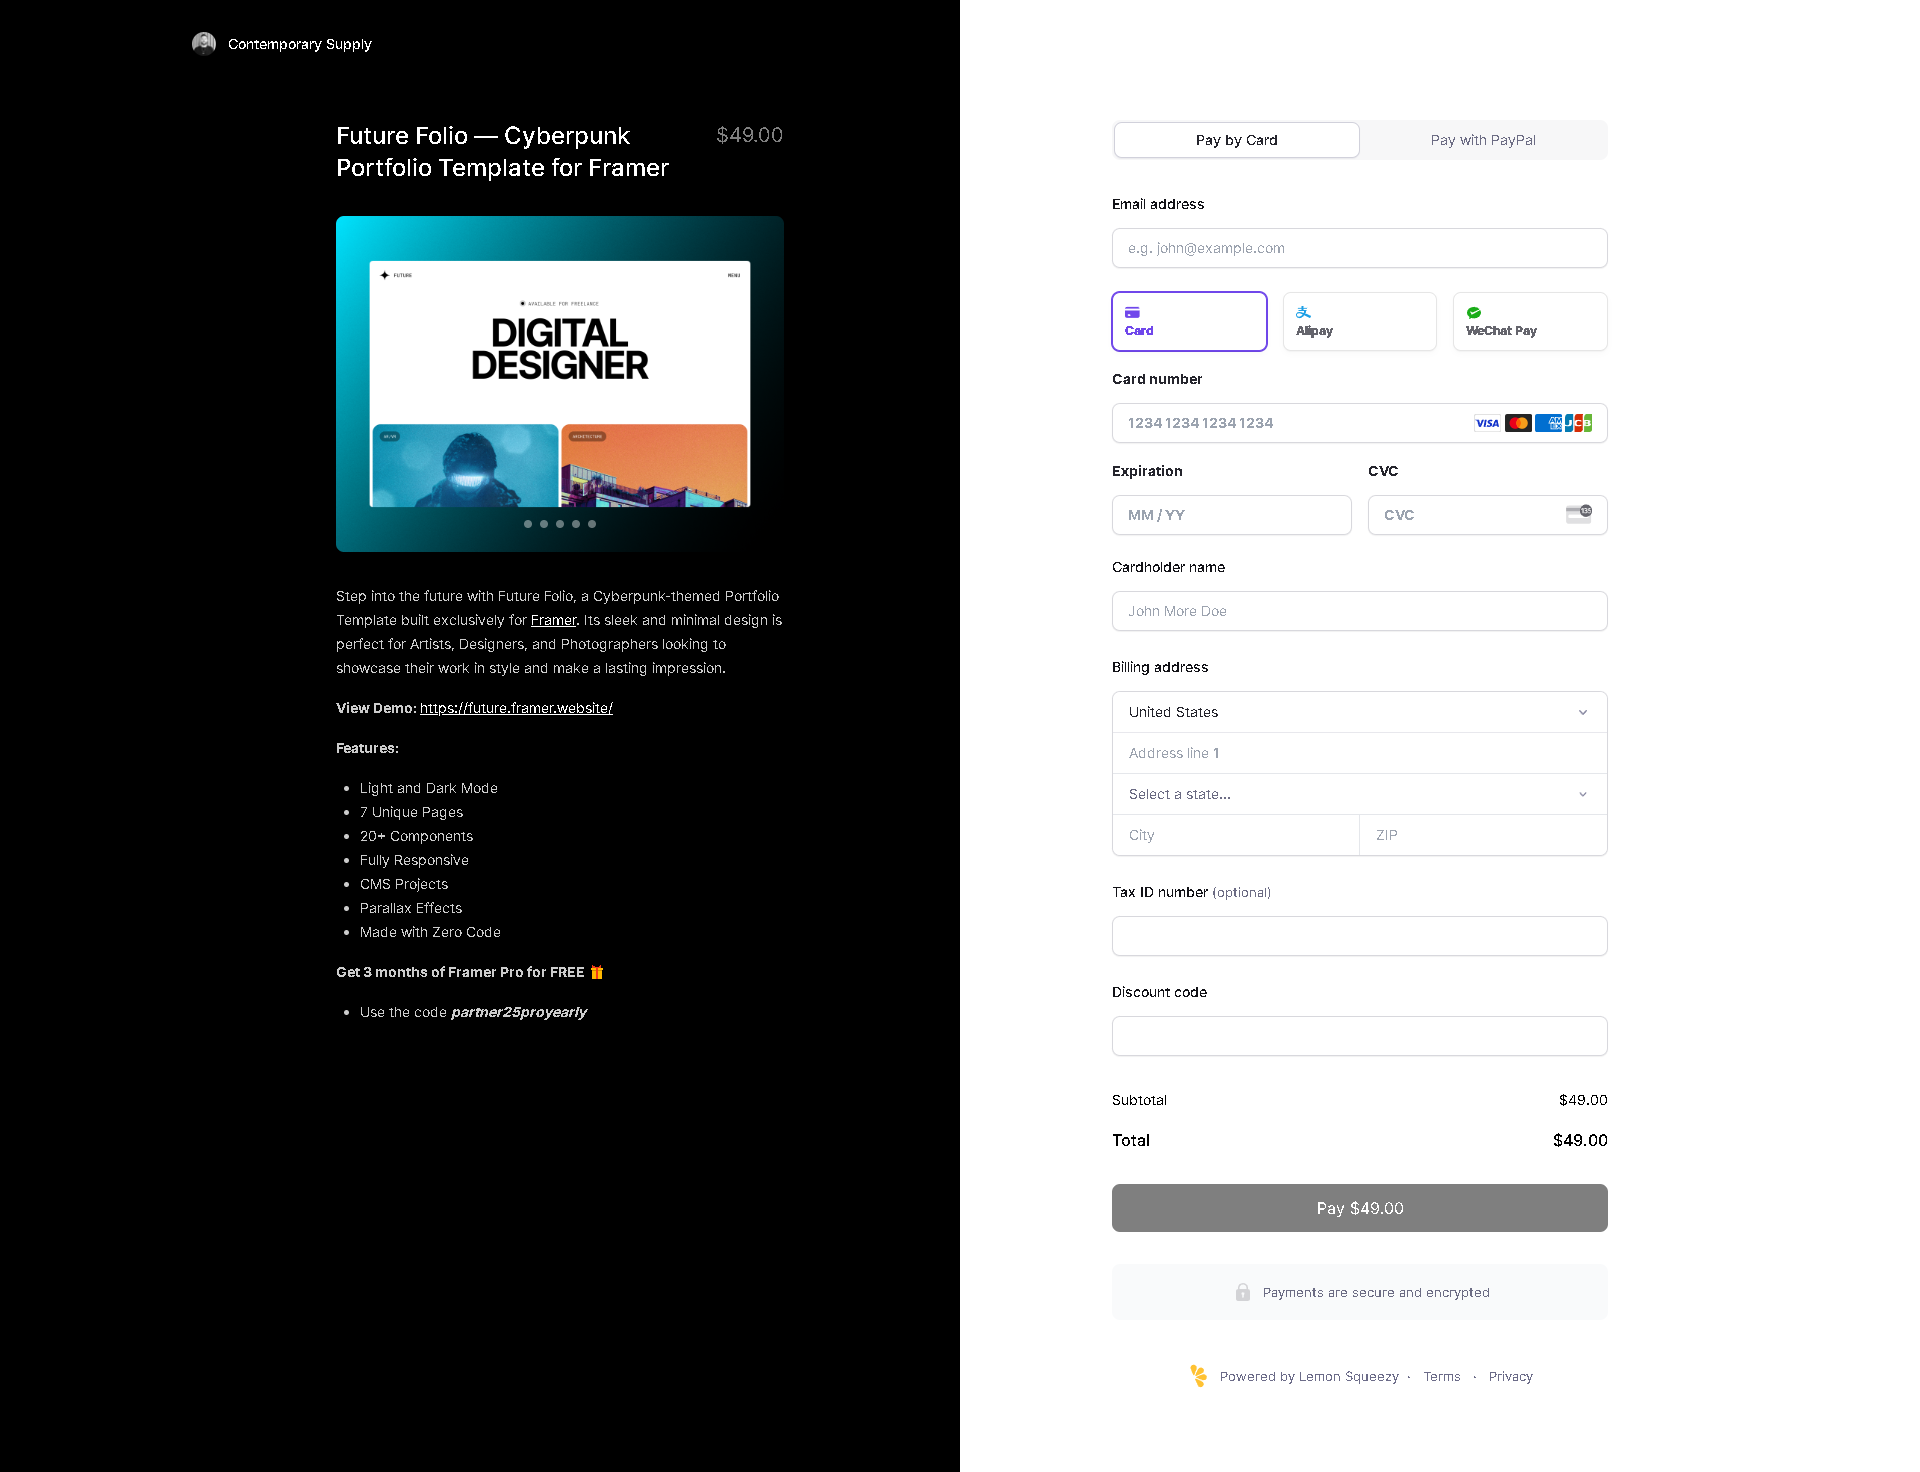 Contemporary Supply
Future Folio — Cyberpunk
Portfolio Template for Framer
$49.00
FUTURE
MENU
AVAILABLE FOR FREELANCE
DIGITAL
DESIGNER
AR/VR
ARCHITECTURE
Step into the future with Future Folio, a Cyberpunk-themed Portfolio
Template built exclusively for Framer. Its sleek and minimal design is
perfect for Artists, Designers, and Photographers looking to
showcase their work in style and make a lasting impression.
View Demo: https://future.framer.website/
Features:
• Light and Dark Mode
• 7 Unique Pages
• 20+ Components
• Fully Responsive
• CMS Projects
• Parallax Effects
• Made with Zero Code
Get 3 months of Framer Pro for FREE 🎁
• Use the code partner25proyearly
Pay by Card
Pay with PayPal
Email address
e.g. john@example.com
Card
Alipay
WeChat Pay
Card number
1234 1234 1234 1234
VISA
AMEX
JCB
Expiration
CVC
MM / YY
CVC
135
Cardholder name
John More Doe
Billing address
United States
Address line 1
Select a state...
City
ZIP
Tax ID number (optional)
Discount code
Subtotal
$49.00
Total
$49.00
Pay $49.00
Payments are secure and encrypted
Powered by Lemon Squeezy · Terms · Privacy